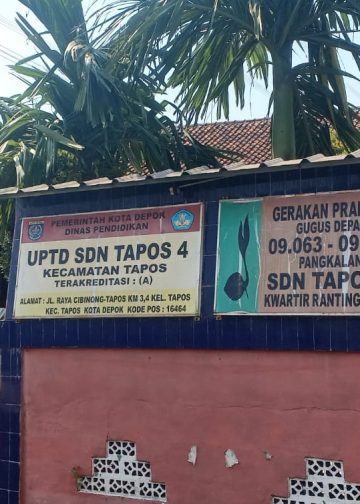 PEMERINTAH KOTA DEPOK
DINAS PENDIDIKAN
UPTD SDN TAPOS 4
KECAMATAN TAPOS
TERAKREDITASI : (A)
ALAMAT : JL. RAYA CIBINONG-TAPOS KM 3,4 KEL. TAPOS
KEC. TAPOS KOTA DEPOK KODE POS : 16464
GERAKAN PRA
GUGUS DEPA
09.063 - 09
PANGKALA
SDN TAPO
KWARTIR RANTING